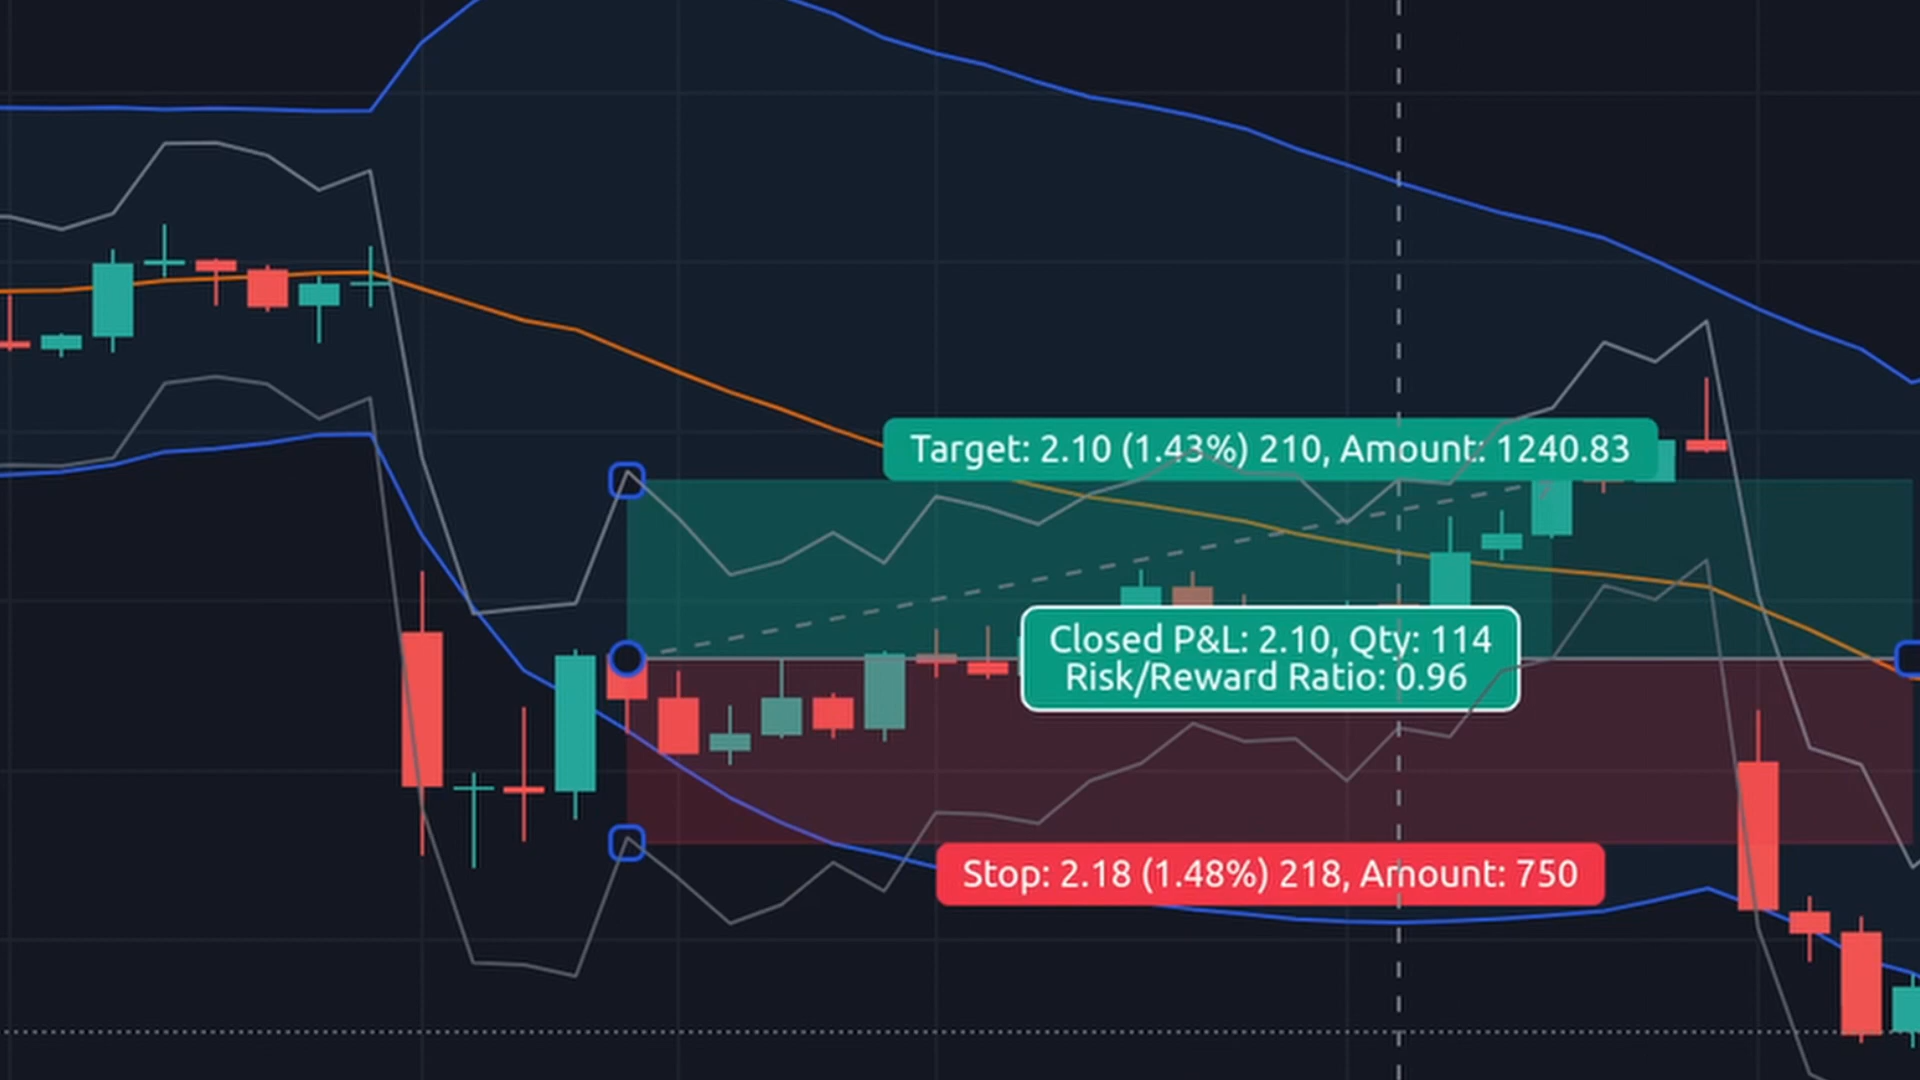 Target: 2.10 (1.43%) 210, Amount: 1240.83
Closed P&L: 2.10, Qty: 114
Risk/Reward Ratio: 0.96
Stop: 2.18 (1.48%) 218, Amount: 750